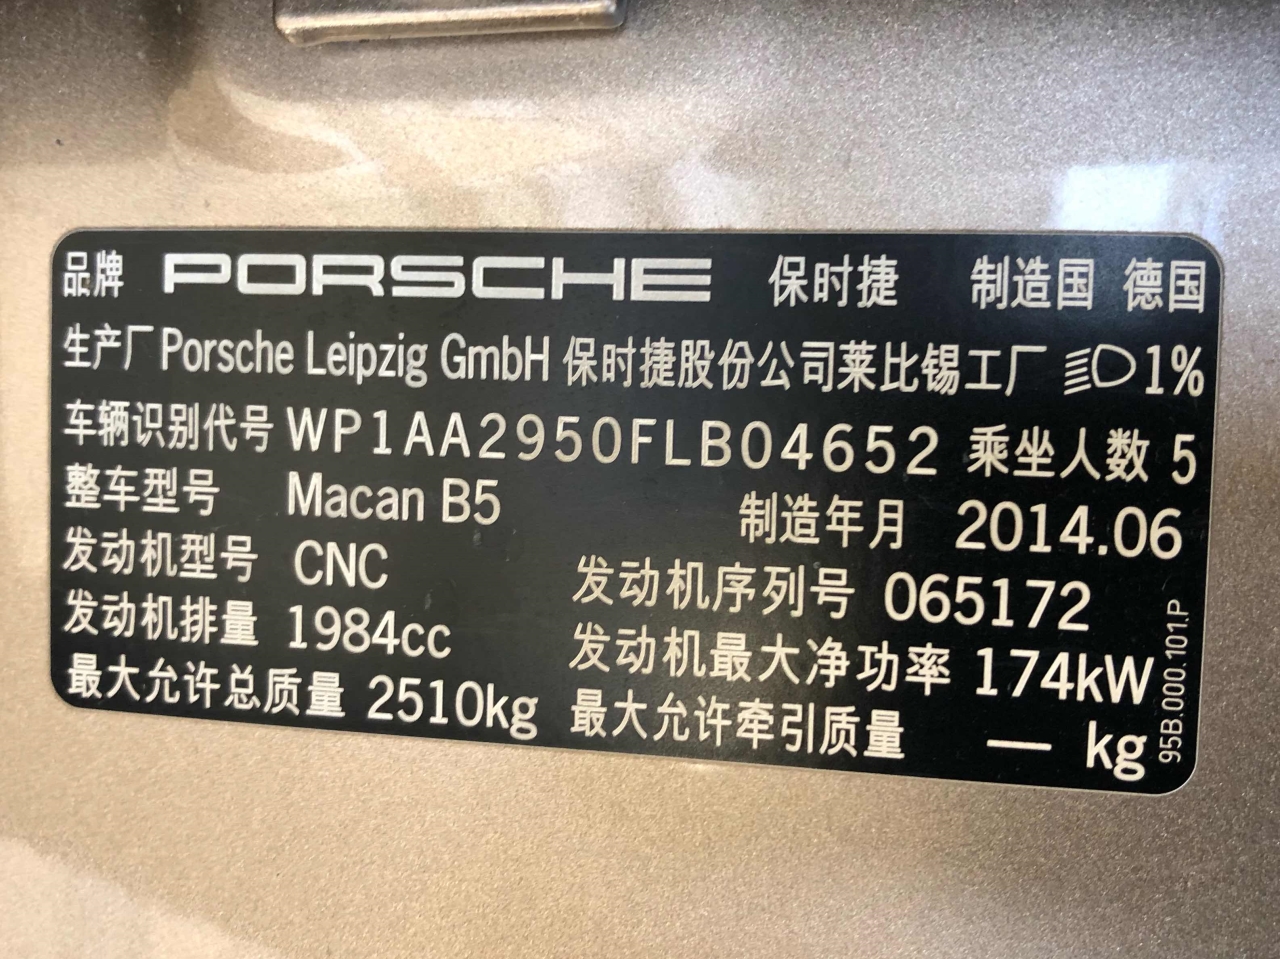 品牌 PORSCHE 保时捷 制造国 德国
生产厂 Porsche Leipzig GmbH 保时捷股份公司莱比锡工厂 1%
车辆识别代号 WP1AA2950FLB04652 乘坐人数 5
整车型号 Macan B5 制造年月 2014.06
发动机型号 CNC 发动机序列号 065172
发动机排量 1984cc 发动机最大净功率 174kW
最大允许总质量 2510kg 最大允许牵引质量 — kg
95B.000.101.P